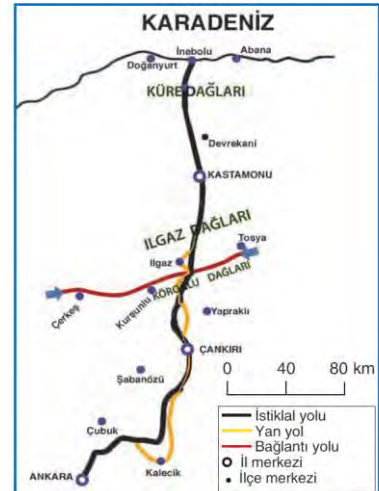 KARADENİZ
İnebolu
Abana
Doğanyurt
KÜRE DAĞLARI
Devrekani
KASTAMONU
ILGAZ DAĞLARI
Tosya
Ilgaz
KÖROĞLU DAĞLARI
Çerkeş
Kurşunlu
Yapraklı
ÇANKIRI
Şabanözü
0 40 80 km
Çubuk
Kalecik
ANKARA
İstiklal yolu
Yan yol
Bağlantı yolu
İl merkezi
İlçe merkezi